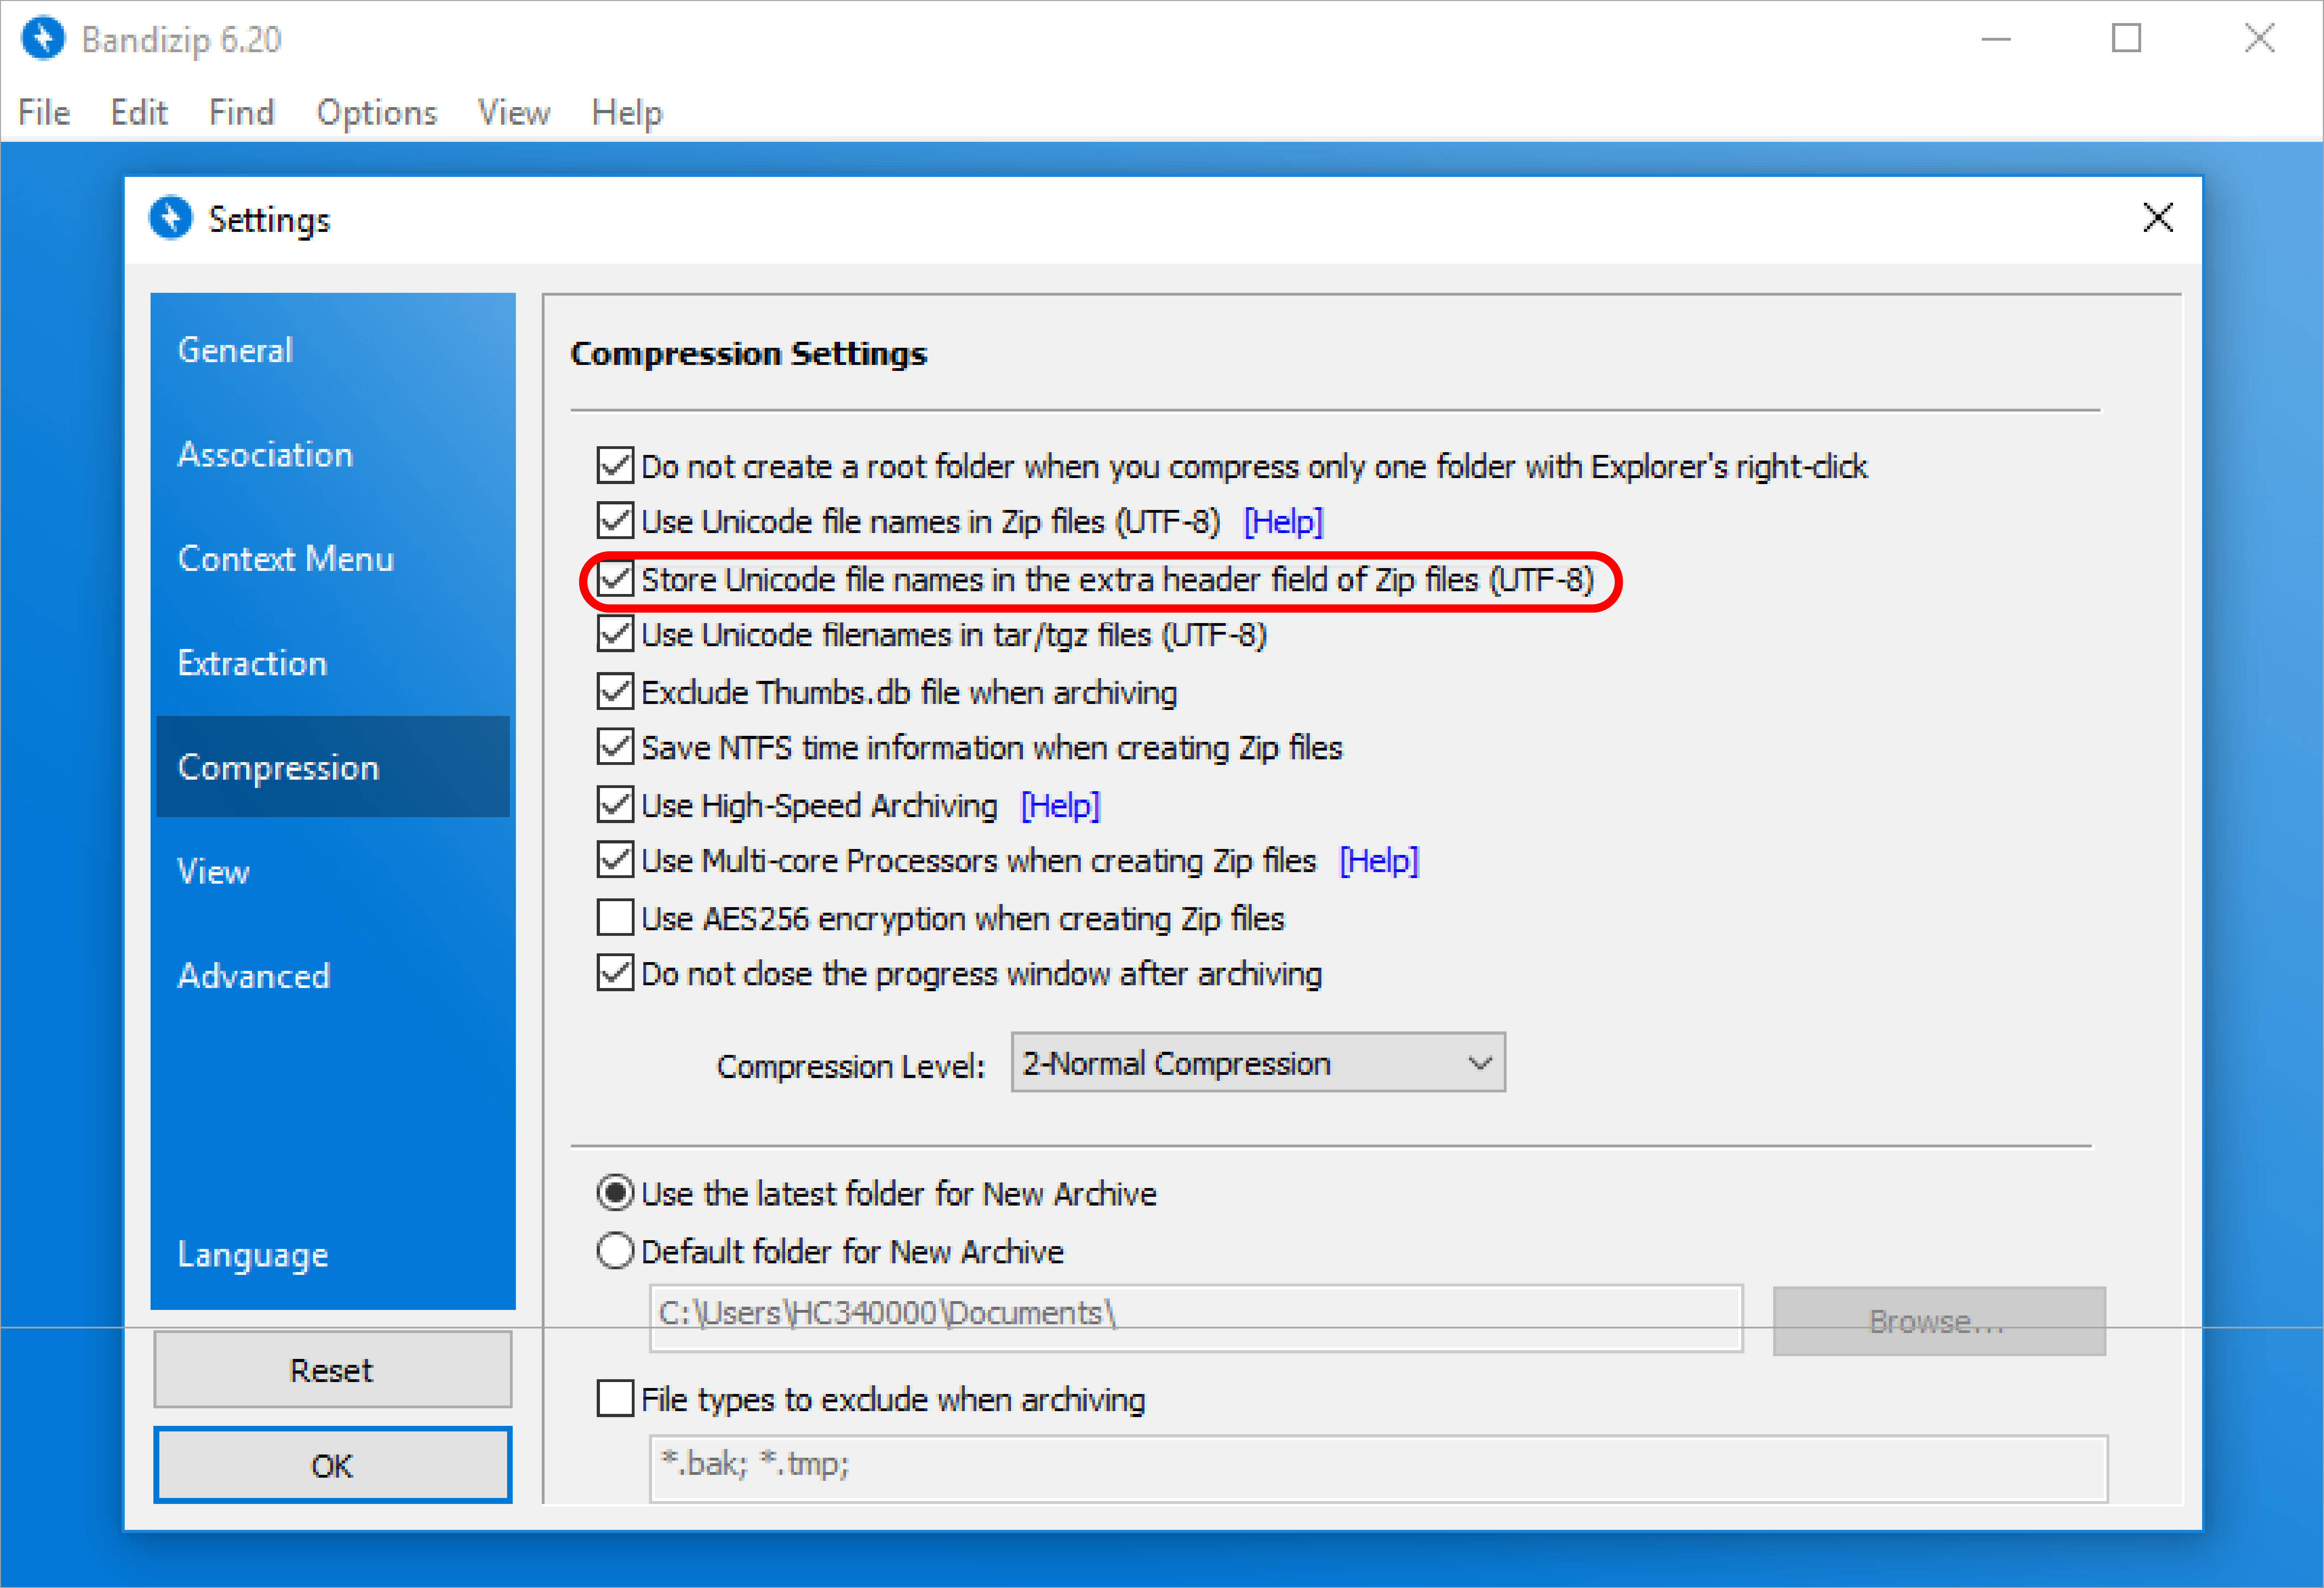 Bandizip 6.20
File Edit Find Options View Help
Settings
General
Association
Context Menu
Extraction
Compression
View
Advanced
Language
Reset
OK
Compression Settings
Do not create a root folder when you compress only one folder with Explorer's right-click
Use Unicode file names in Zip files (UTF-8) [Help]
Store Unicode file names in the extra header field of Zip files (UTF-8)
Use Unicode filenames in tar/tgz files (UTF-8)
Exclude Thumbs.db file when archiving
Save NTFS time information when creating Zip files
Use High-Speed Archiving [Help]
Use Multi-core Processors when creating Zip files [Help]
Use AES256 encryption when creating Zip files
Do not close the progress window after archiving
Compression Level: 2-Normal Compression
Use the latest folder for New Archive
Default folder for New Archive
C:\Users\HC340000\Documents\ Browse...
File types to exclude when archiving
*.bak; *.tmp;